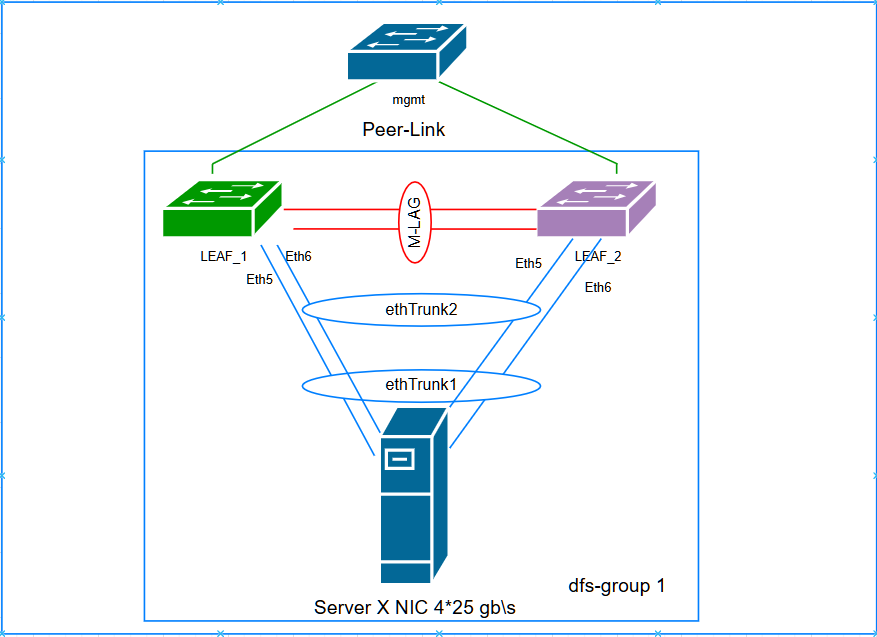 mgmt
Peer-Link
M-LAG
LEAF_1
Eth6
Eth5
LEAF_2
Eth5
Eth6
ethTrunk2
ethTrunk1
dfs-group 1
Server X NIC 4*25 gb\s